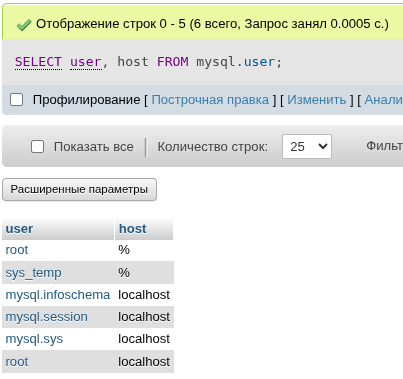 Отображение строк 0 - 5 (6 всего, Запрос занял 0.0005 с.)
SELECT user, host FROM mysql.user;
Профилирование [ Построчная правка ] [ Изменить ] [ Анали
Показать все Количество строк: 25 Фильт
Расширенные параметры
user host
root %
sys_temp %
mysql.infoschema localhost
mysql.session localhost
mysql.sys localhost
root localhost